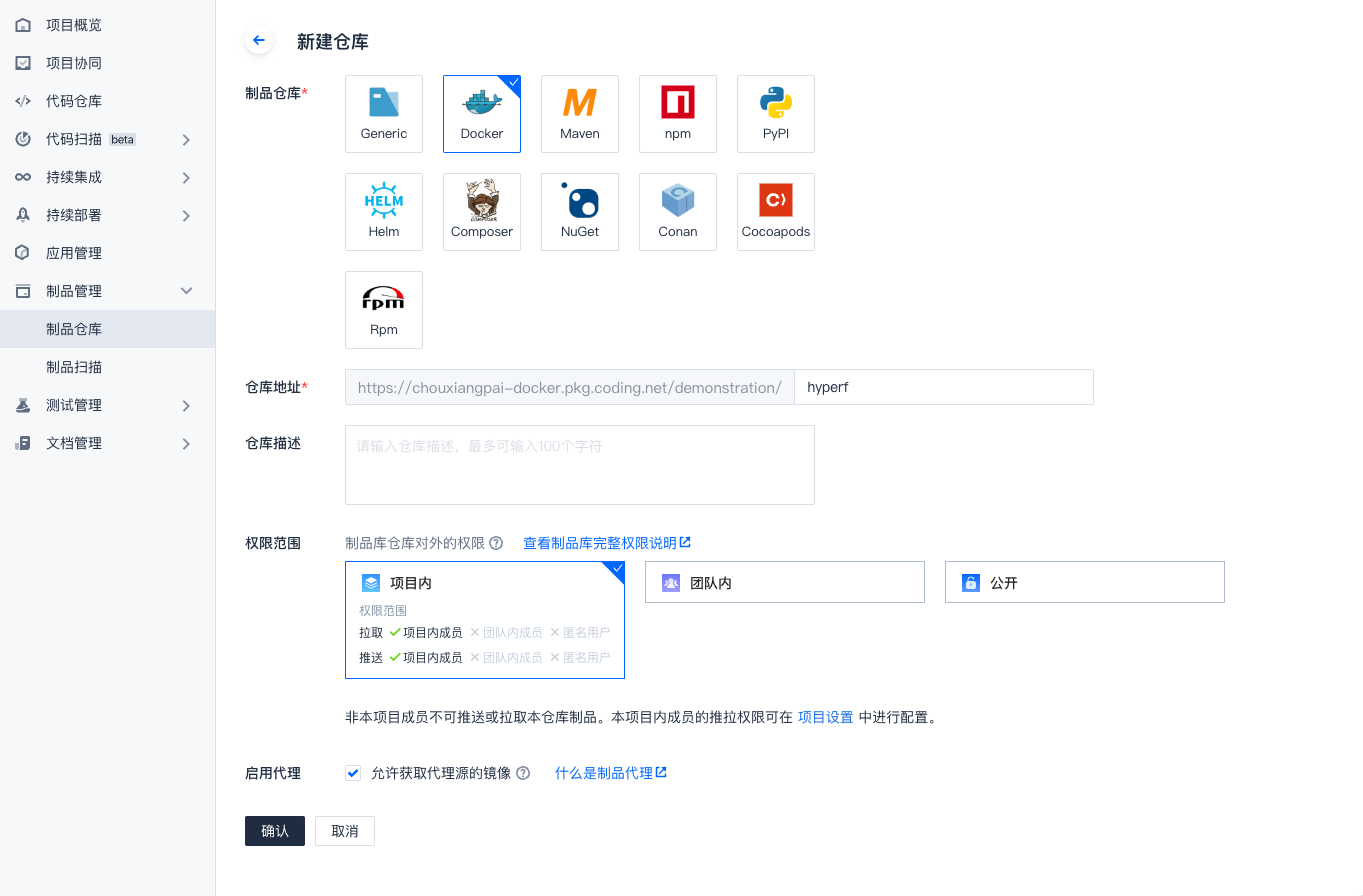 项目概览
项目协同
代码仓库
代码扫描 beta
持续集成
持续部署
应用管理
制品管理
制品仓库
制品扫描
测试管理
文档管理
新建仓库
制品仓库*
Generic Docker Maven npm PyPI
HELM COMPOSER
Helm Composer NuGet Conan Cocoapods
rpm
Rpm
仓库地址* https://chouxiangpai-docker.pkg.coding.net/demonstration/ hyperf
仓库描述 请输入仓库描述，最多可输入100个字符
权限范围 制品库仓库对外的权限 ? 查看制品库完整权限说明
项目内 团队内 公开
权限范围
拉取 项目内成员 团队内成员 匿名用户
推送 项目内成员 团队内成员 匿名用户
非本项目成员不可推送或拉取本仓库制品。本项目内成员的推拉权限可在 项目设置 中进行配置。
启用代理 允许获取代理源的镜像 ? 什么是制品代理
确认 取消